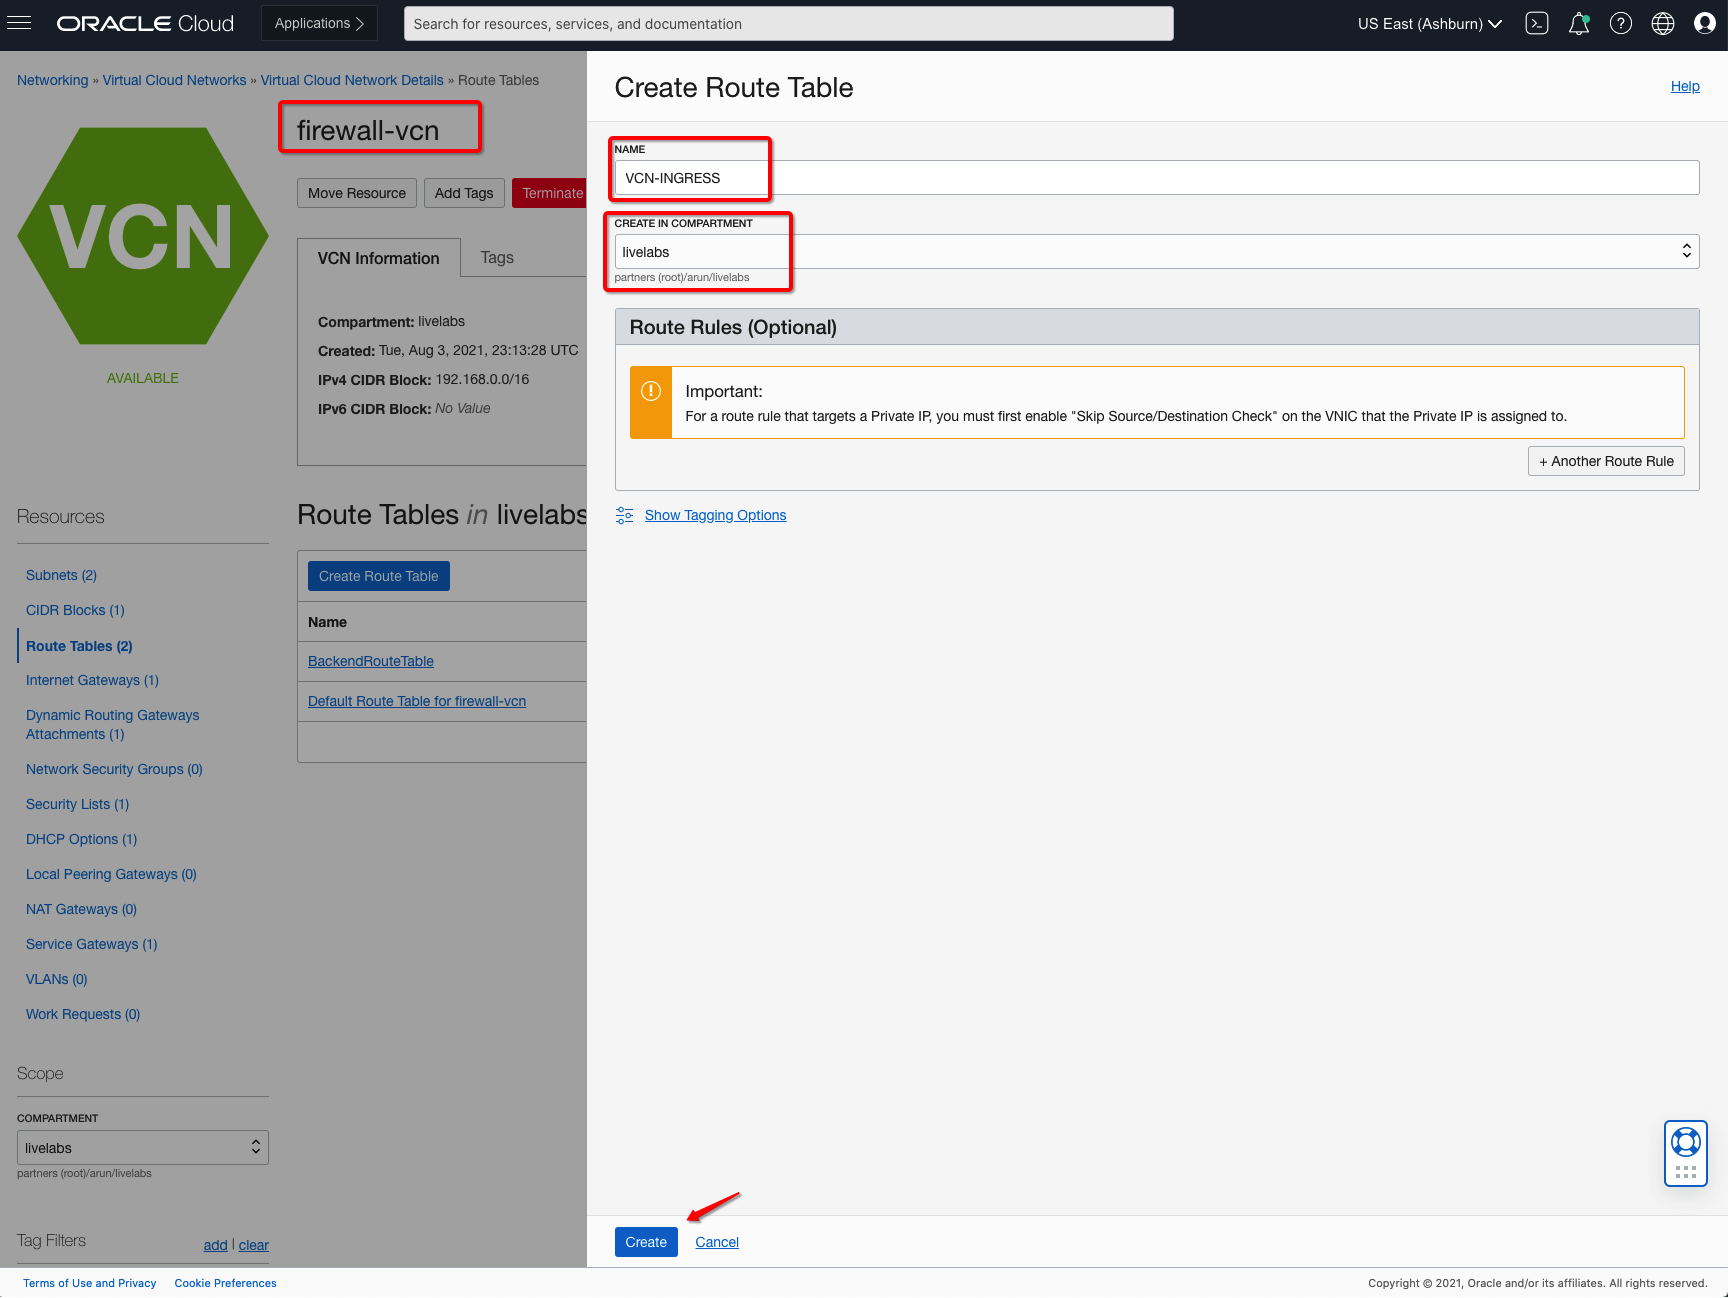 ORACLE Cloud
Applications
Search for resources, services, and documentation
US East (Ashburn)
Networking » Virtual Cloud Networks » Virtual Cloud Network Details » Route Tables
VCN
AVAILABLE
firewall-vcn
Move Resource
Add Tags
Terminate
VCN Information
Tags
Compartment: livelabs
Created: Tue, Aug 3, 2021, 23:13:28 UTC
IPv4 CIDR Block: 192.168.0.0/16
IPv6 CIDR Block: No Value
Resources
Subnets (2)
CIDR Blocks (1)
Route Tables (2)
Internet Gateways (1)
Dynamic Routing Gateways
Attachments (1)
Network Security Groups (0)
Security Lists (1)
DHCP Options (1)
Local Peering Gateways (0)
NAT Gateways (0)
Service Gateways (1)
VLANs (0)
Work Requests (0)
Scope
COMPARTMENT
livelabs
partners (root)/arun/livelabs
Tag Filters
add | clear
Route Tables in livelabs
Create Route Table
Name
BackendRouteTable
Default Route Table for firewall-vcn
Create Route Table
Help
NAME
VCN-INGRESS
CREATE IN COMPARTMENT
livelabs
partners (root)/arun/livelabs
Route Rules (Optional)
Important:
For a route rule that targets a Private IP, you must first enable "Skip Source/Destination Check" on the VNIC that the Private IP is assigned to.
+ Another Route Rule
Show Tagging Options
Create
Cancel
Terms of Use and Privacy
Cookie Preferences
Copyright © 2021, Oracle and/or its affiliates. All rights reserved.